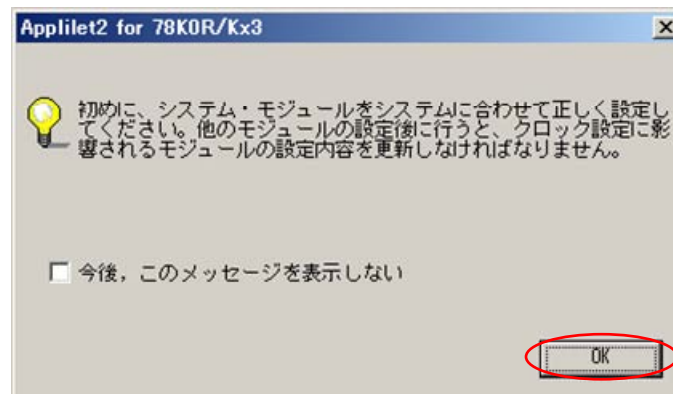 Applilet2 for 78K0R/Kx3
初めに、システム・モジュールをシステムに合わせて正しく設定し
てください。他のモジュールの設定後に行うと、クロック設定に影
響されるモジュールの設定内容を更新しなければなりません。
今後，このメッセージを表示しない
OK